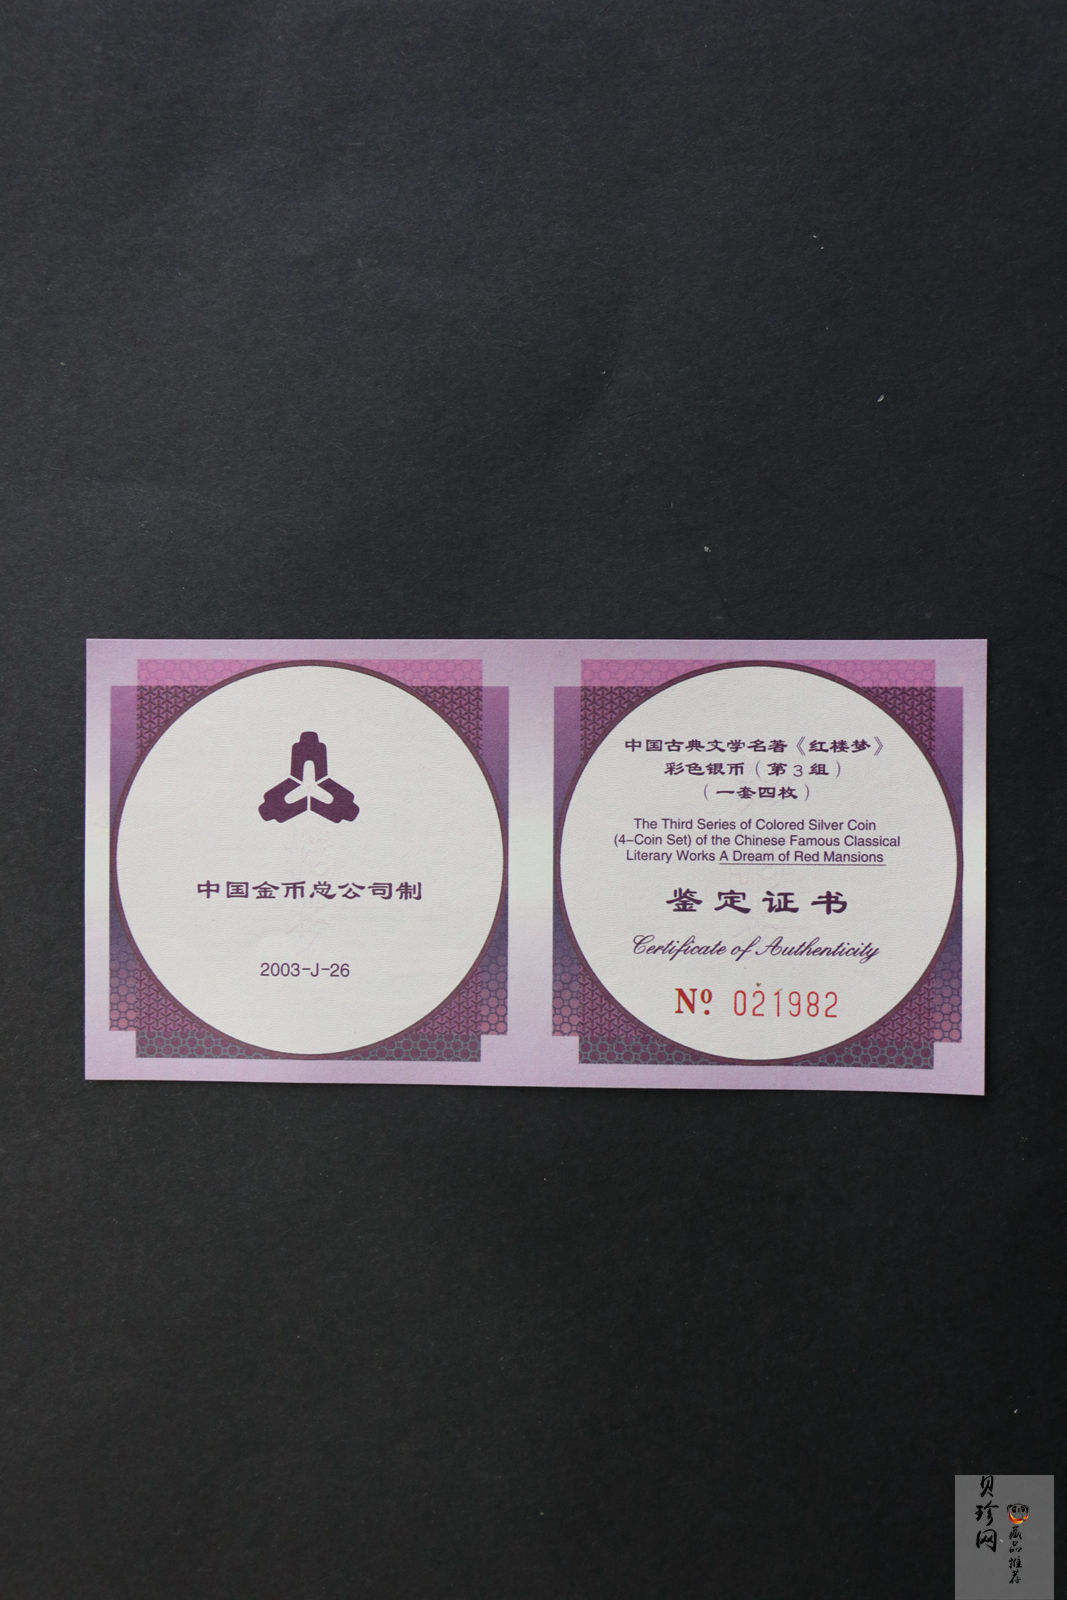 中国金币总公司制
2003-J-26
中国古典文学名著《红楼梦》
彩色银币（第3组）
（一套四枚）
The Third Series of Colored Silver Coin
(4-Coin Set) of the Chinese Famous Classical
Literary Works A Dream of Red Mansions
鉴定证书
Certificate of Authenticity
Nº. 021982
贝珍网
藏品推荐